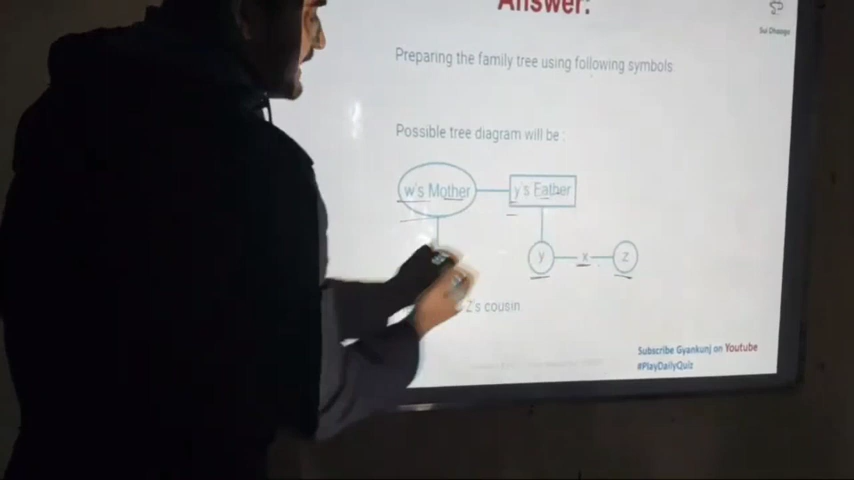 Answer:
Preparing the family tree using following symbols
Possible tree diagram will be :
w's Mother
y's Father
y
x
z
Z's cousin
Subscribe Gyankunj on Youtube
#PlayDailyQuiz